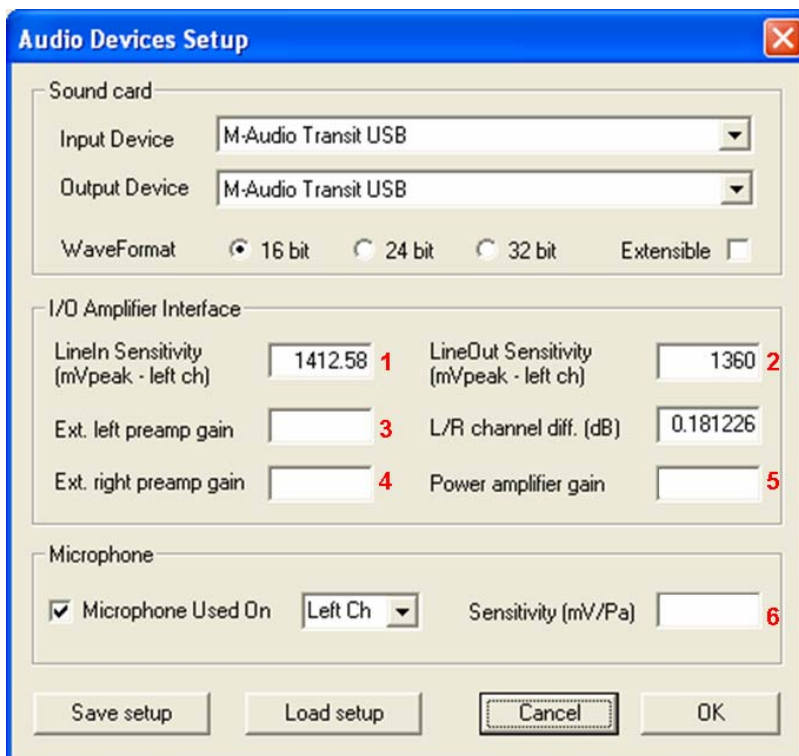 Audio Devices Setup
Sound card
Input Device M-Audio Transit USB
Output Device M-Audio Transit USB
WaveFormat 16 bit 24 bit 32 bit Extensible
I/O Amplifier Interface
LineIn Sensitivity
(mVpeak - left ch) 1412.58 1
LineOut Sensitivity
(mVpeak - left ch) 1360 2
Ext. left preamp gain 3
L/R channel diff. (dB) 0.181226
Ext. right preamp gain 4
Power amplifier gain 5
Microphone
Microphone Used On Left Ch Sensitivity (mV/Pa) 6
Save setup Load setup Cancel OK